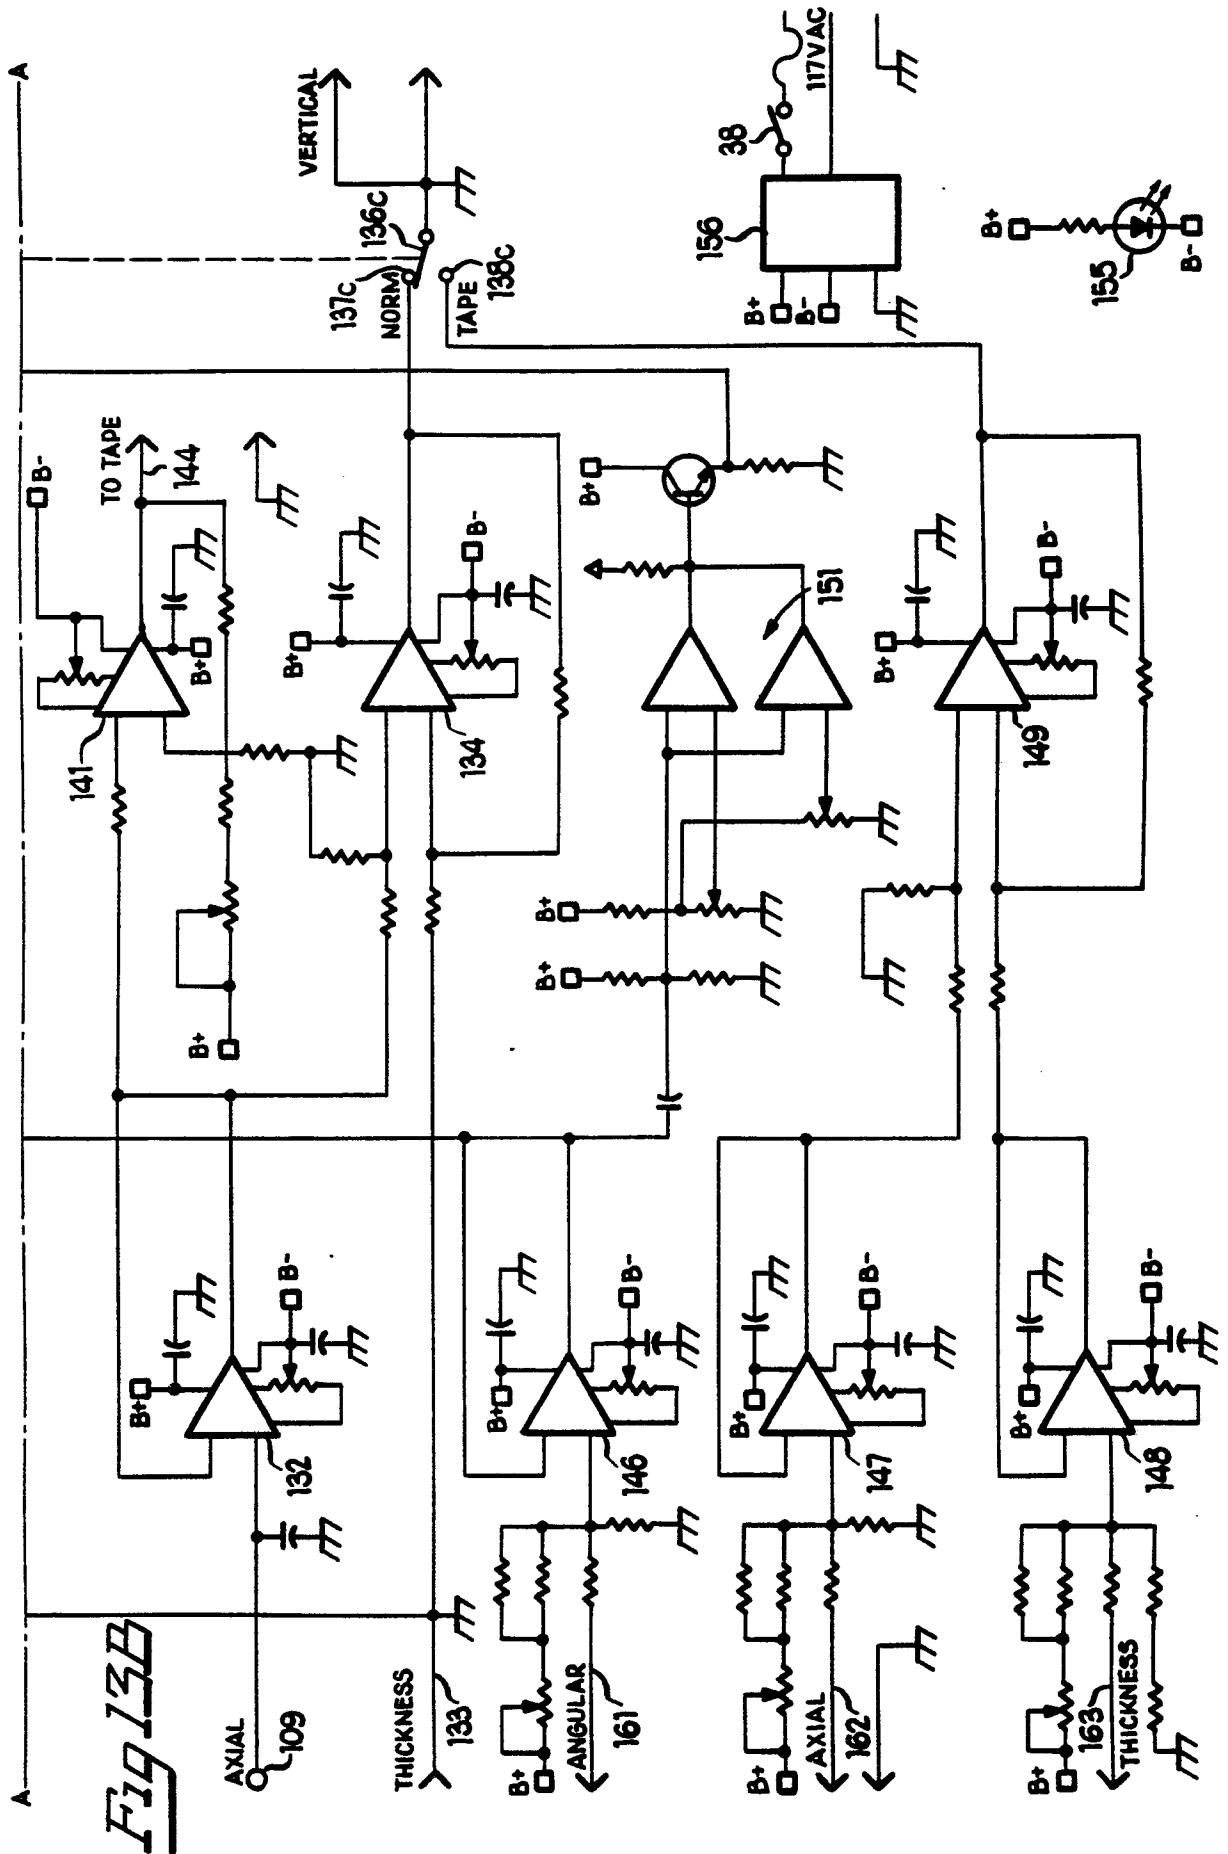 A
A
Fig 13B
VERTICAL
TO TAPE
144
B-
141
B+
B+
137C
136C
NORM
TAPE
138C
38
117VAC
156
B+
B-
B+
B-
155
B+
B-
134
B+
151
B+
B+
B+
B-
149
B+
B-
132
AXIAL
109
THICKNESS
133
B+
B-
146
B+
ANGULAR
161
B+
B-
147
B+
AXIAL
162
B+
B-
148
B+
163
THICKNESS